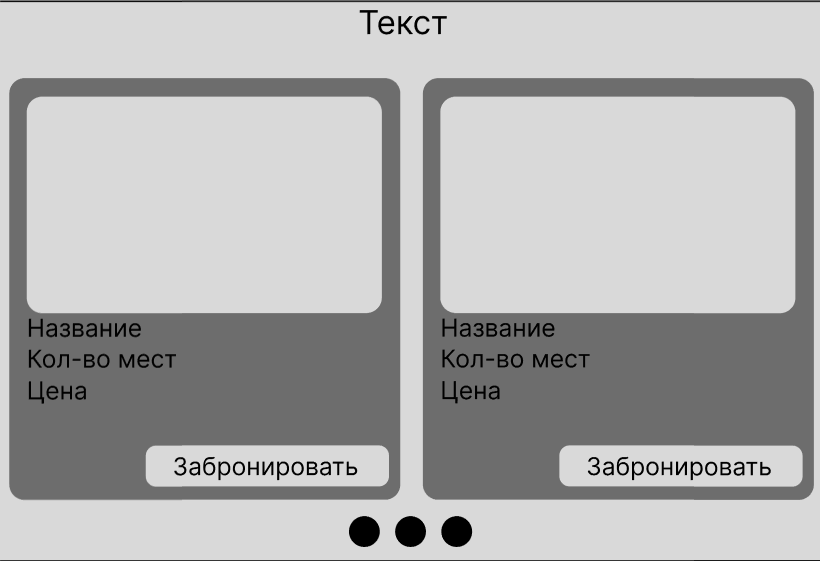 Текст
Название
Кол-во мест
Цена
Забронировать
Название
Кол-во мест
Цена
Забронировать